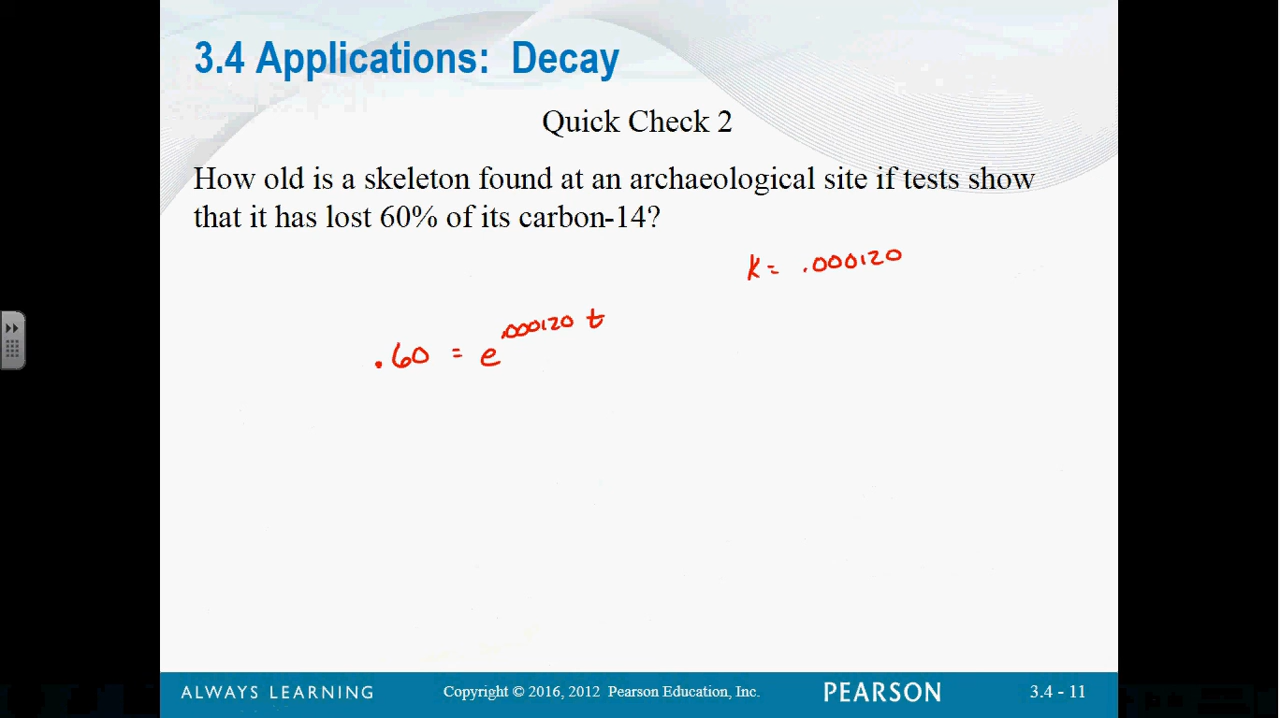 3.4 Applications: Decay
Quick Check 2
How old is a skeleton found at an archaeological site if tests show
that it has lost 60% of its carbon-14?
k = .000120
.60 = e^.000120 t
ALWAYS LEARNING Copyright © 2016, 2012 Pearson Education, Inc. PEARSON 3.4 - 11